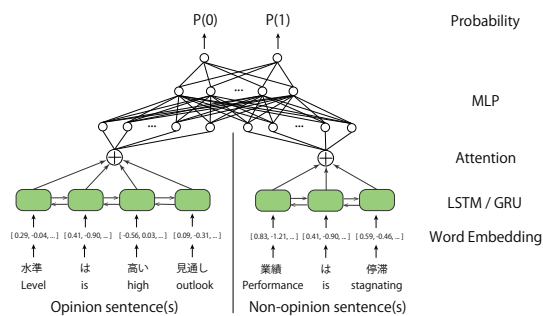 P(0) P(1) Probability
...
MLP
... ...
Attention
LSTM / GRU
[ 0.29, -0.04, ... ] [ 0.41, -0.90, ... ] [ -0.56, 0.03, ... ] [ 0.09, -0.31, ... ] [ 0.83, -1.21, ... ] [ 0.41, -0.90, ... ] [ 0.59, -0.46, ... ] Word Embedding
水準 は 高い 見通し 業績 は 停滞
Level is high outlook Performance is stagnating
Opinion sentence(s) Non-opinion sentence(s)